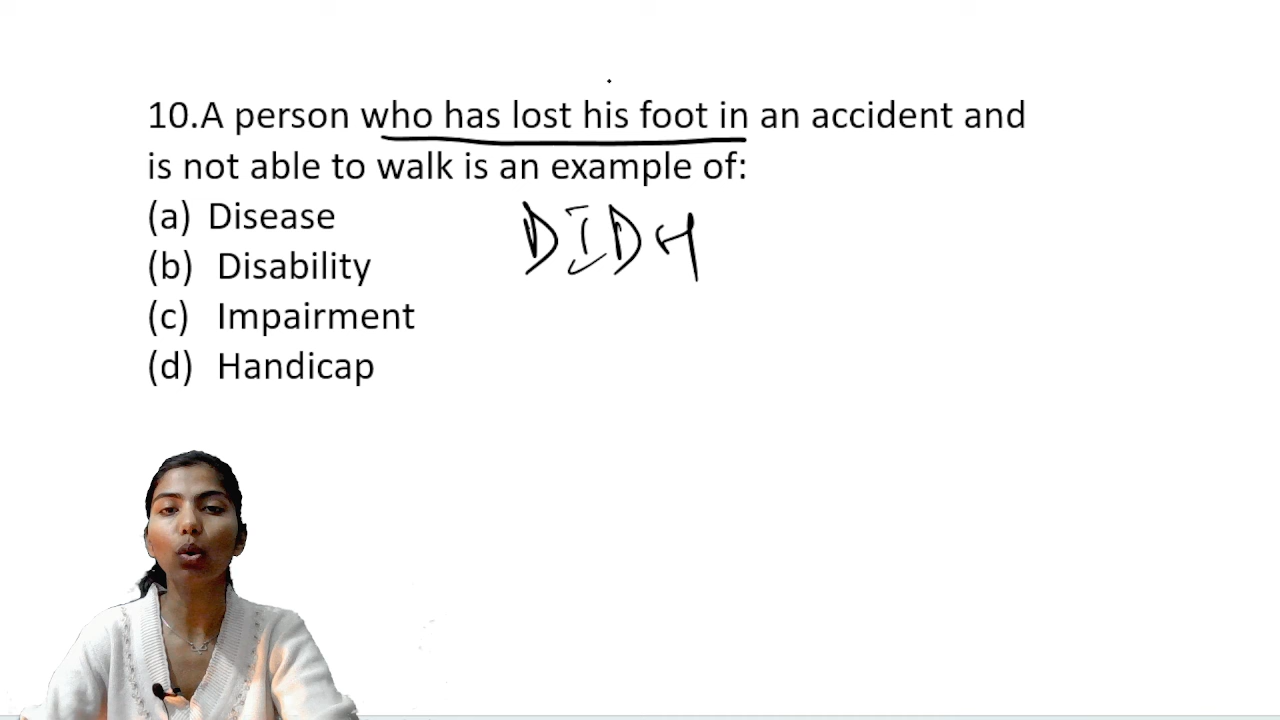 10.A person who has lost his foot in an accident and
is not able to walk is an example of:
(a) Disease
(b) Disability
(c) Impairment
(d) Handicap
DIDH